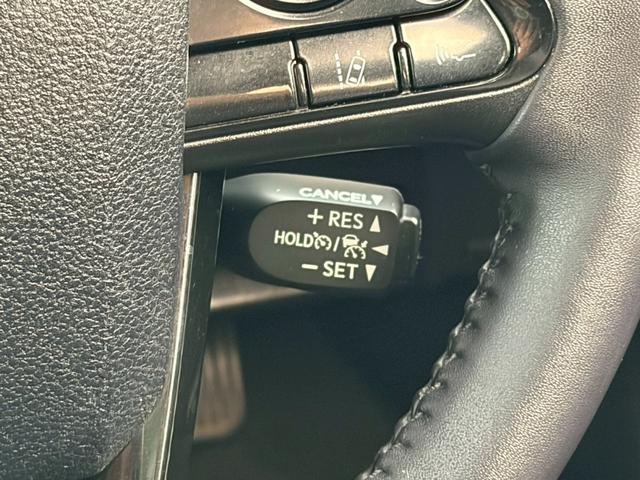 CANCEL▼
+RES▲
HOLD / ◀
−SET▼